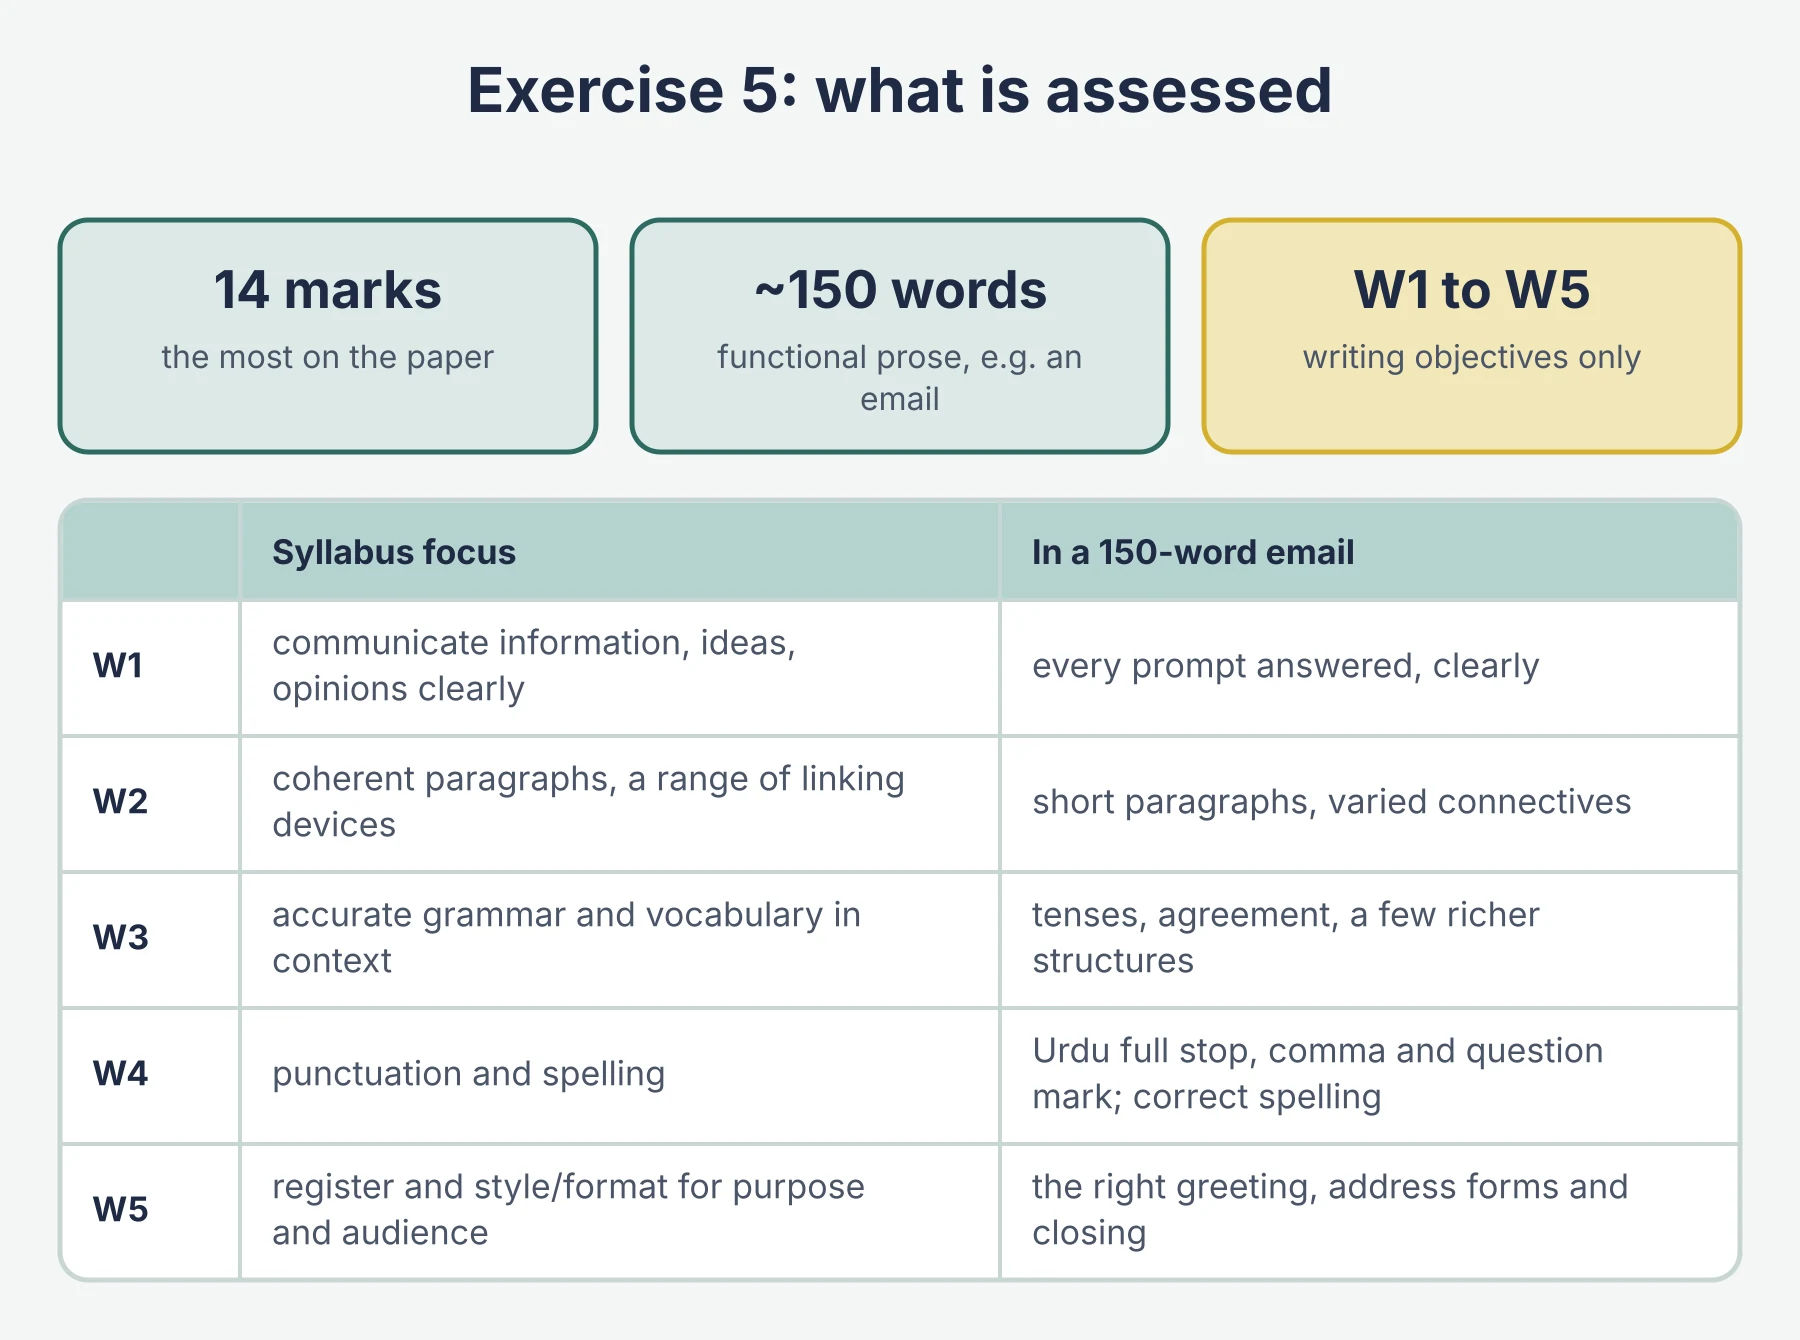 Exercise 5: what is assessed
14 marks
the most on the paper
~150 words
functional prose, e.g. an
email
W1 to W5
writing objectives only
Syllabus focus
In a 150-word email
W1
communicate information, ideas,
opinions clearly
every prompt answered, clearly
W2
coherent paragraphs, a range of linking
devices
short paragraphs, varied connectives
W3
accurate grammar and vocabulary in
context
tenses, agreement, a few richer
structures
W4
punctuation and spelling
Urdu full stop, comma and question
mark; correct spelling
W5
register and style/format for purpose
and audience
the right greeting, address forms and
closing